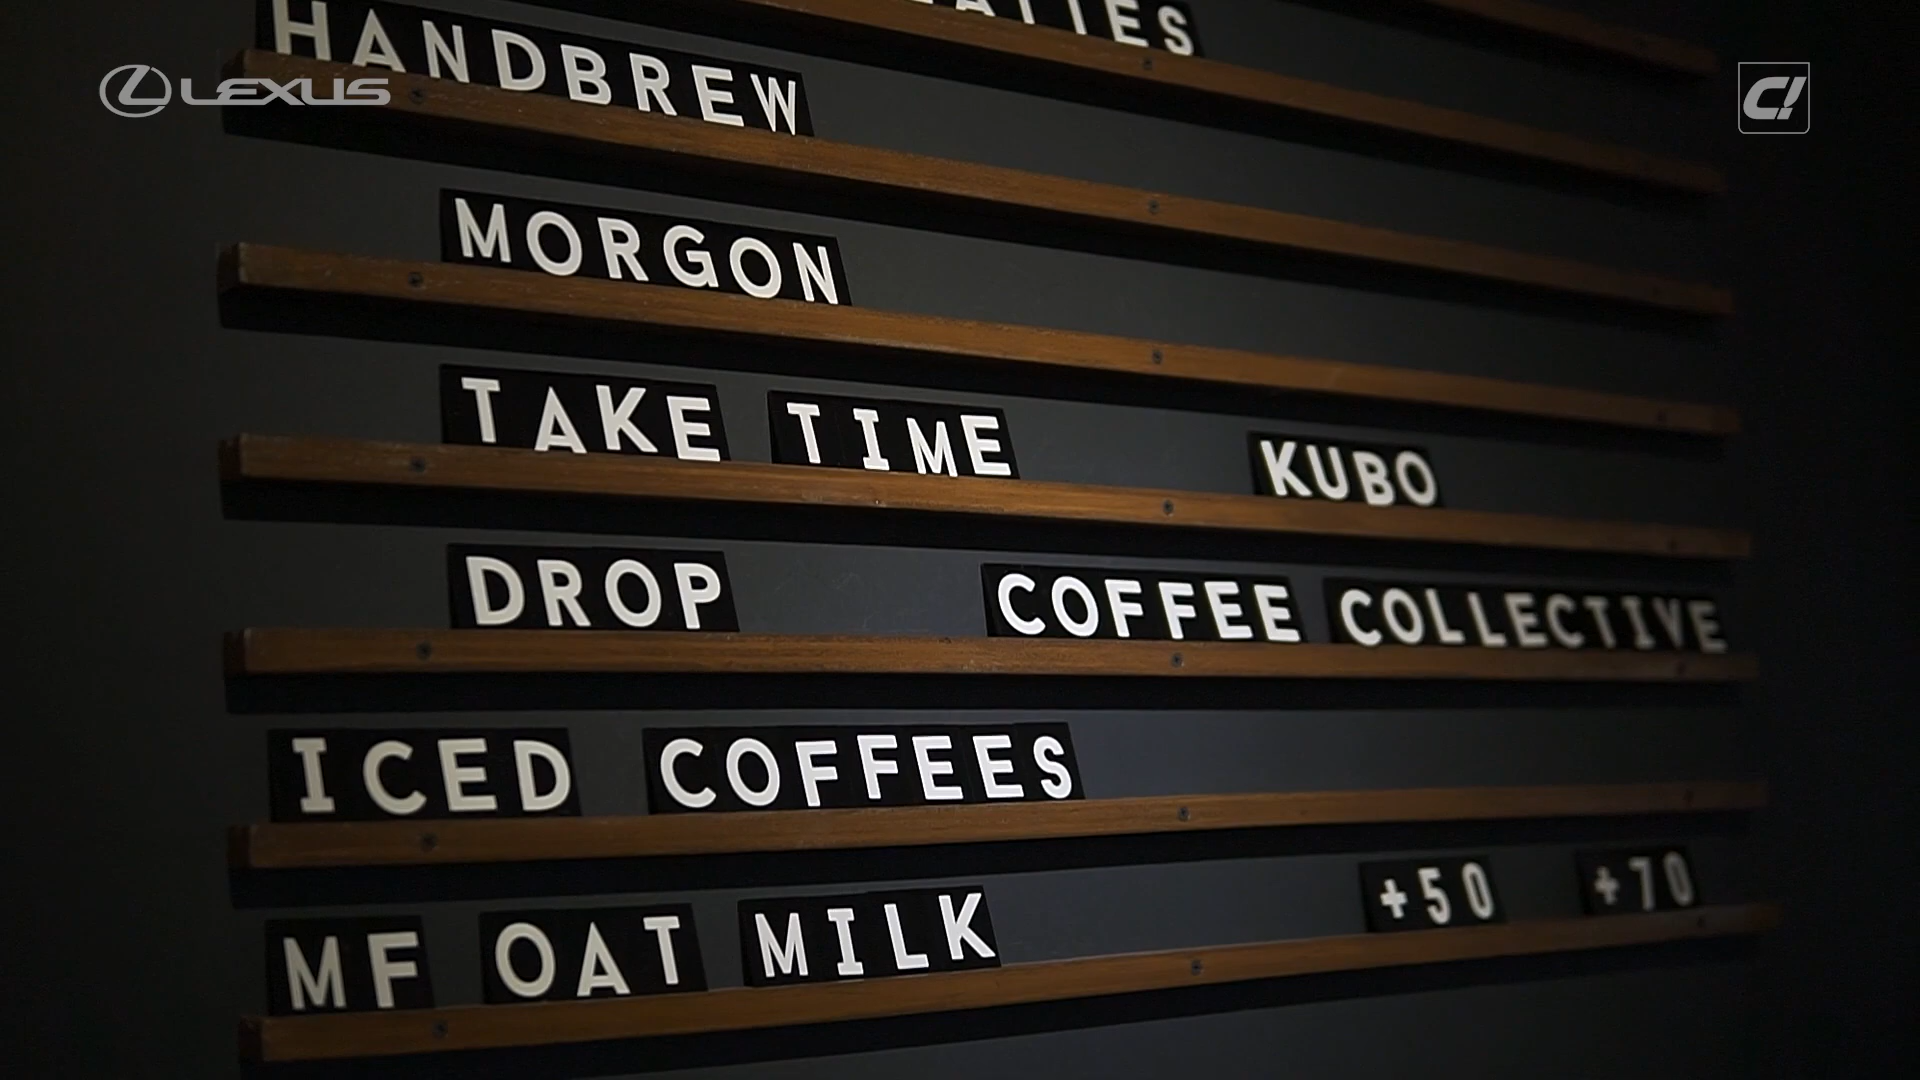 HANDBREW
LEXUS
C!
MORGON
TAKE TIME KUBO
DROP COFFEE COLLECTIVE
ICED COFFEES
MF OAT MILK +50 +70